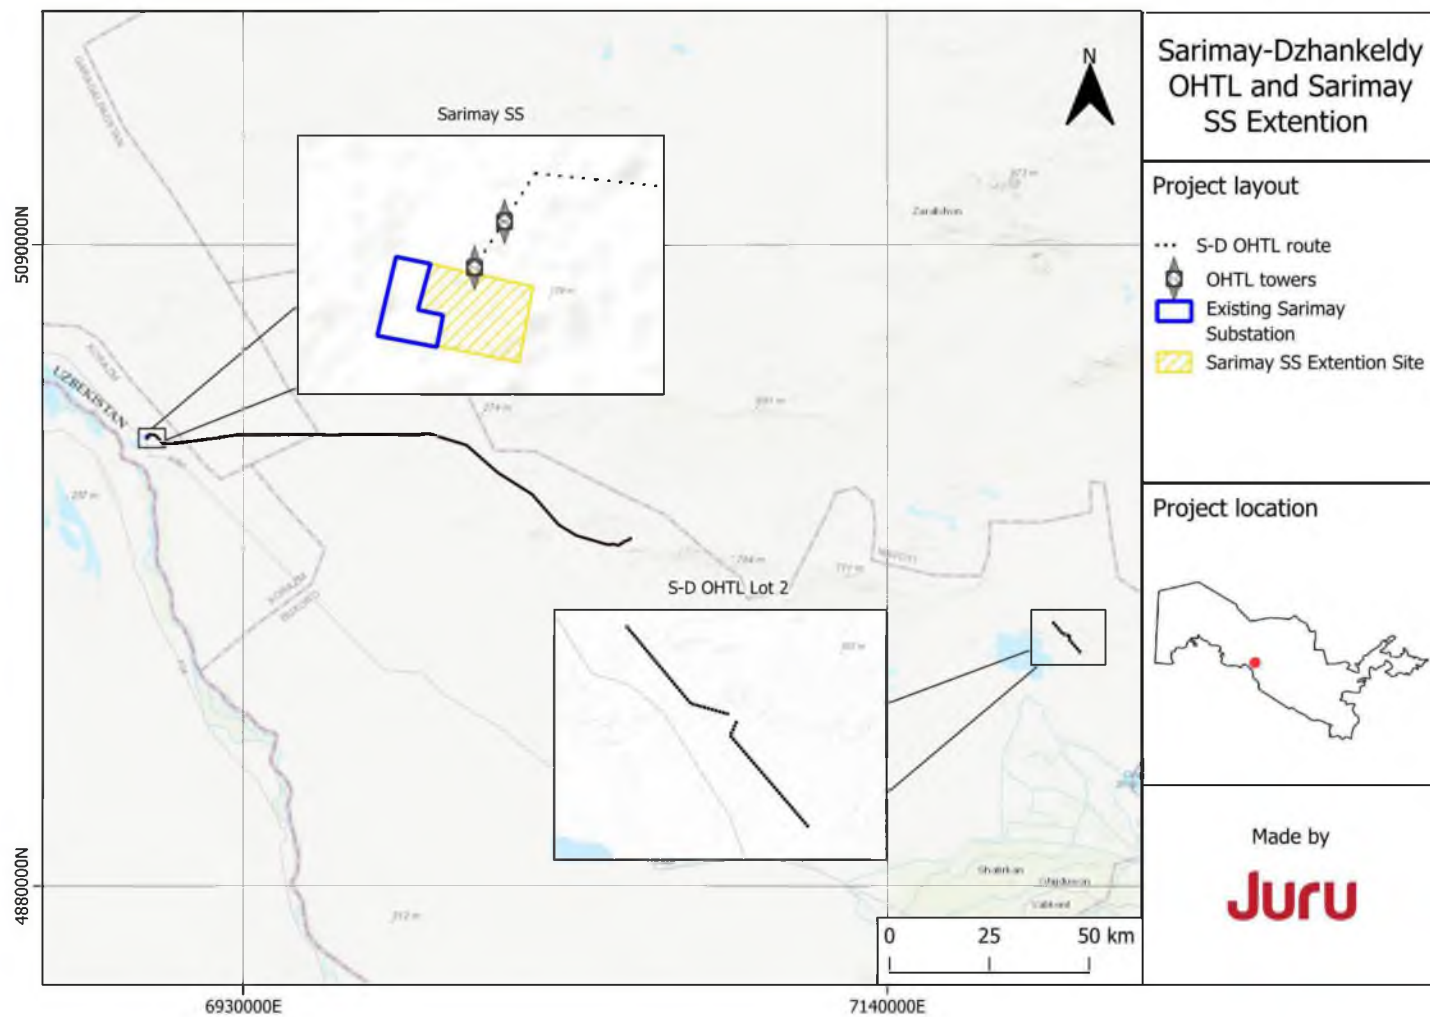 Sarimay-Dzhankeldy
OHTL and Sarimay
SS Extention
Project layout
S-D OHTL route
OHTL towers
Existing Sarimay
Substation
Sarimay SS Extention Site
Project location
Made by
Juru
N
Sarimay SS
S-D OHTL Lot 2
UZBEKISTAN
5090000N
4880000N
6930000E
7140000E
0 25 50 km